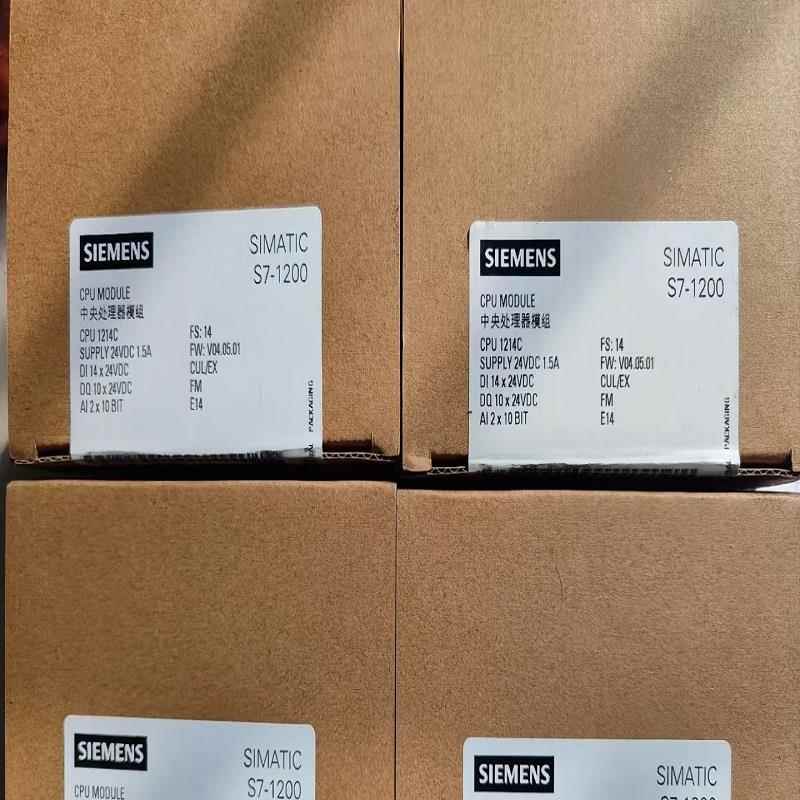 SIEMENS
SIMATIC
S7-1200
CPU MODULE
中央处理器模组
CPU 1214C FS: 14
SUPPLY 24VDC 1.5A FW: V04.05.01
DI 14 x 24VDC CUL/EX
DQ 10 x 24VDC FM
AI 2 x 10 BIT E14
PACKAGING
SIEMENS
SIMATIC
S7-1200
CPU MODULE
中央处理器模组
CPU 1214C FS: 14
SUPPLY 24VDC 1.5A FW: V04.05.01
DI 14 x 24VDC CUL/EX
DQ 10 x 24VDC FM
AI 2 x 10 BIT E14
PACKAGING
SIEMENS
SIMATIC
S7-1200
CPU MODULE
SIEMENS
SIMATIC